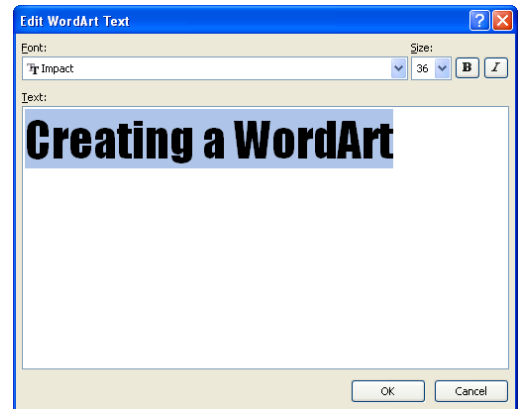 Edit WordArt Text
Font: Size:
Impact 36 B I
Text:
Creating a WordArt
OK Cancel